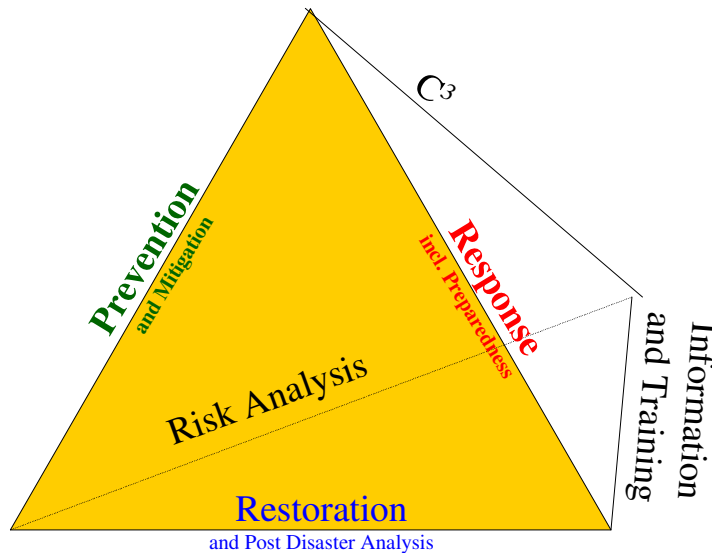 C³
Prevention
and Mitigation
Response
incl. Preparedness
Information
and Training
Risk Analysis
Restoration
and Post Disaster Analysis